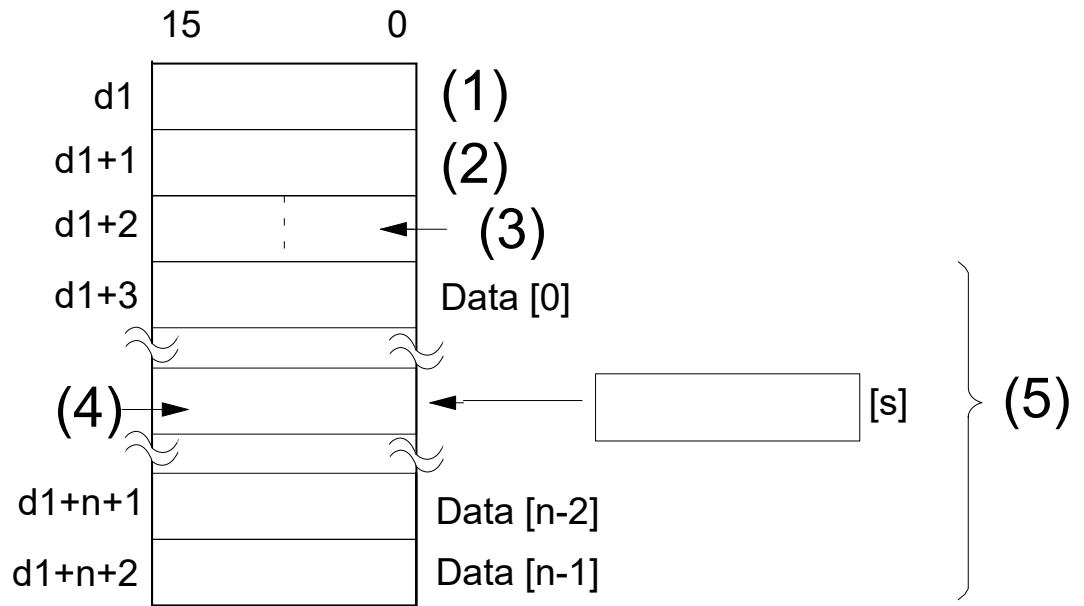 15 0
d1 (1)
d1+1 (2)
d1+2 (3)
d1+3 Data [0]
(4) [s] (5)
d1+n+1 Data [n-2]
d1+n+2 Data [n-1]